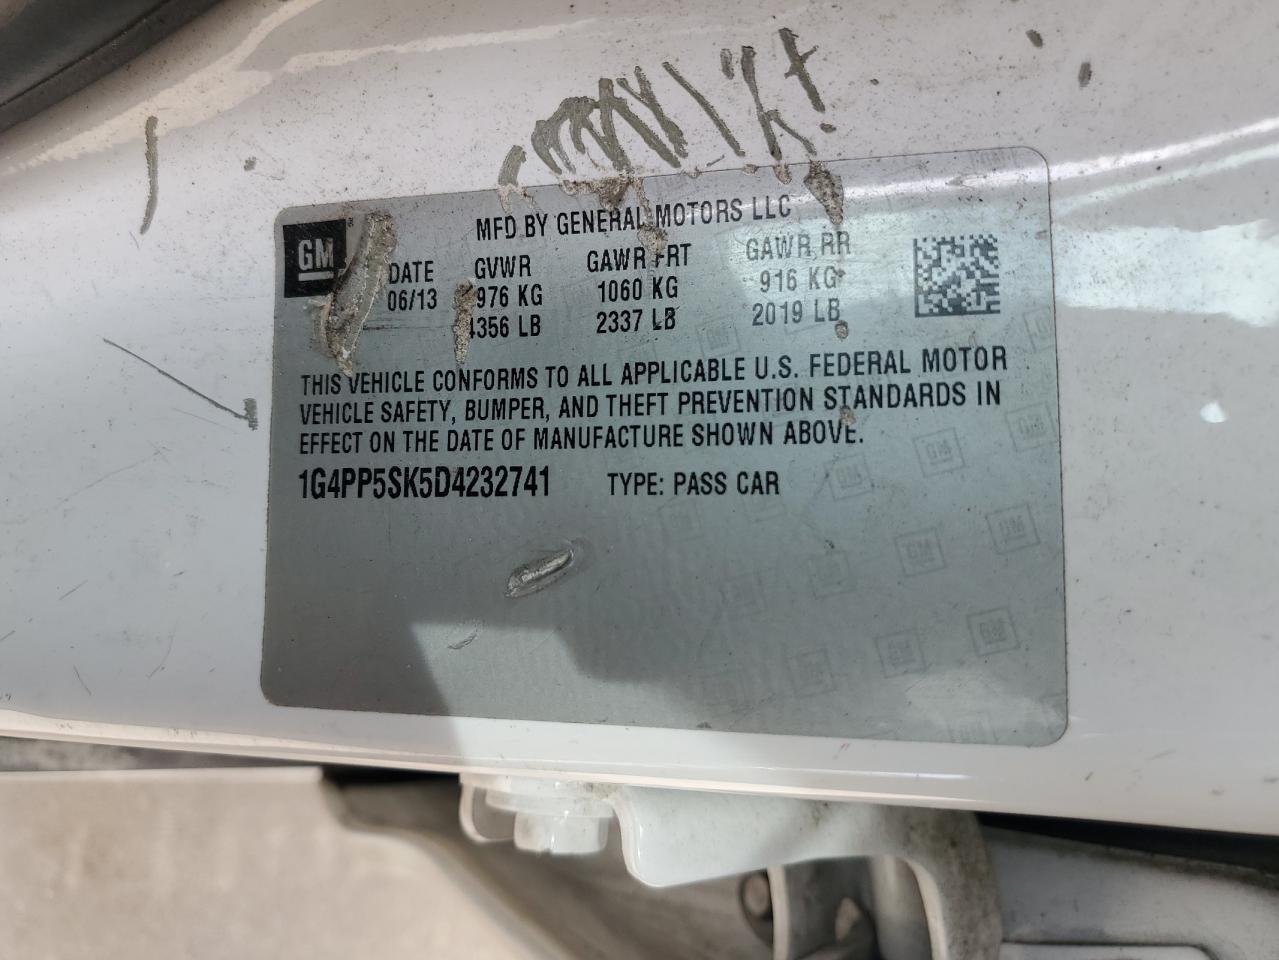 MFD BY GENERAL MOTORS LLC
GM
DATE GVWR GAWR FRT GAWR RR
06/13 976 KG 1060 KG 916 KG
4356 LB 2337 LB 2019 LB
THIS VEHICLE CONFORMS TO ALL APPLICABLE U.S. FEDERAL MOTOR
VEHICLE SAFETY, BUMPER, AND THEFT PREVENTION STANDARDS IN
EFFECT ON THE DATE OF MANUFACTURE SHOWN ABOVE.
1G4PP5SK5D4232741 TYPE: PASS CAR